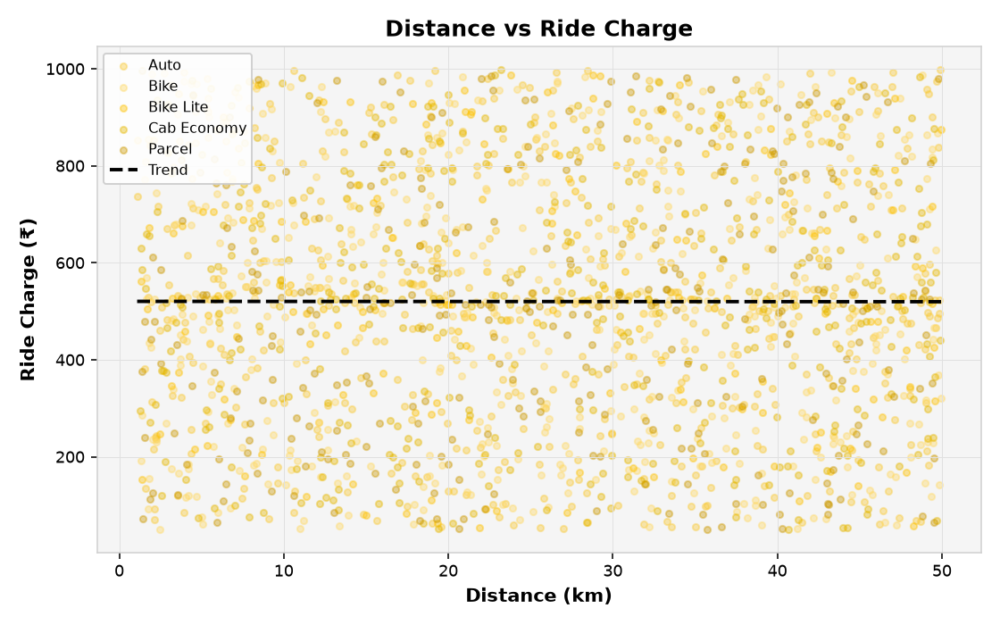 Distance vs Ride Charge
Auto
Bike
Bike Lite
Cab Economy
Parcel
Trend
Ride Charge (₹)
1000
800
600
400
200
0 10 20 30 40 50
Distance (km)